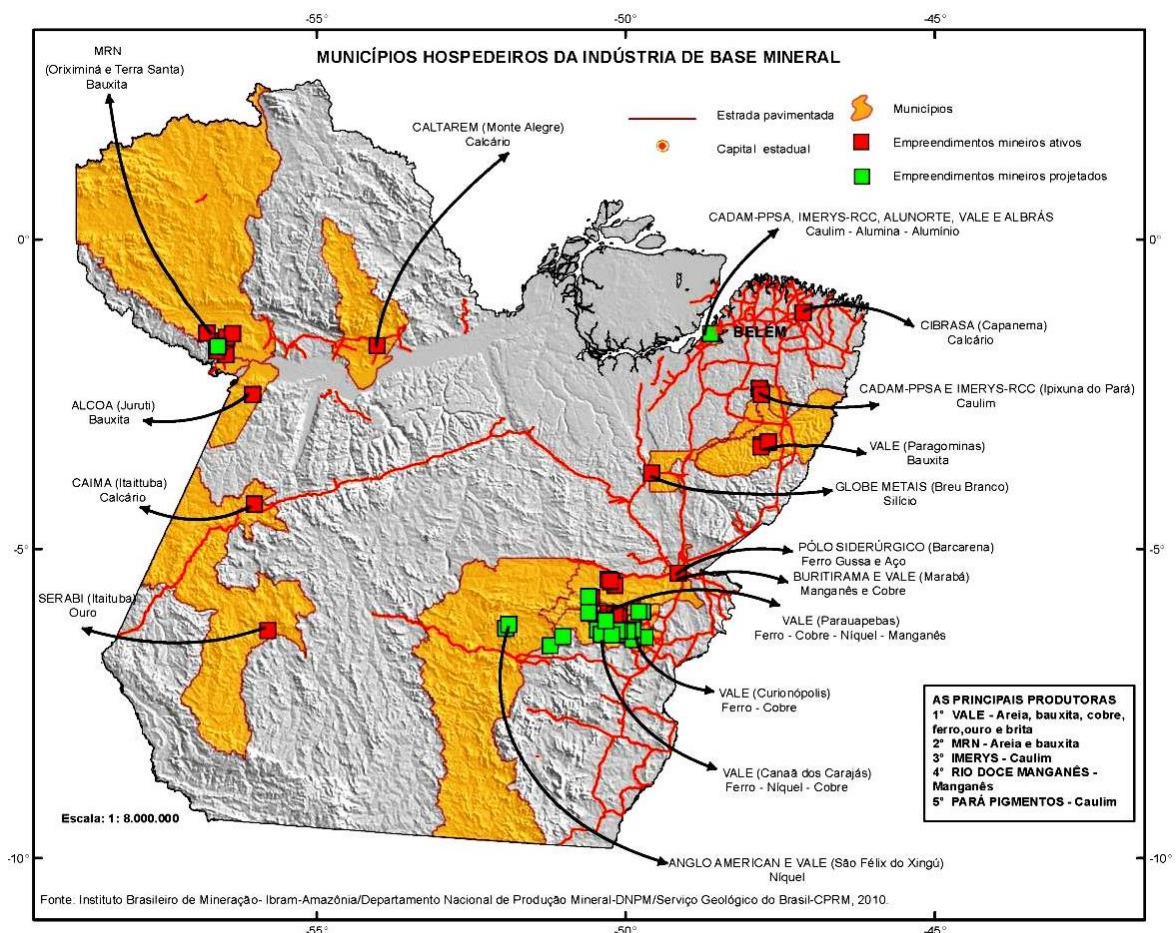 -55°
-50°
-45°
MUNICÍPIOS HOSPEDEIROS DA INDÚSTRIA DE BASE MINERAL
MRN
(Oriximiná e Terra Santa)
Bauxita
CALTAREM (Monte Alegre)
Calcário
Estrada pavimentada
Capital estadual
Municípios
Empreendimentos mineiros ativos
Empreendimentos mineiros projetados
CADAM-PPSA, IMERYS-RCC, ALUNORTE, VALE E ALBRÁS
Caulim - Alumina - Alumínio
0°
0°
BELÉM
CIBRASA (Capanema)
Calcário
CADAM-PPSA E IMERYS-RCC (Ipixuna do Pará)
Caulim
ALCOA (Juruti)
Bauxita
VALE (Paragominas)
Bauxita
GLOBE METAIS (Breu Branco)
Silício
CAIMA (Itaittuba)
Calcário
-5°
-5°
PÓLO SIDERÚRGICO (Barcarena)
Ferro Gussa e Aço
BURITIRAMA E VALE (Marabá)
Manganês e Cobre
SERABI (Itaituba)
Ouro
VALE (Parauapebas)
Ferro - Cobre - Níquel - Manganês
VALE (Curionópolis)
Ferro - Cobre
VALE (Canaã dos Carajás)
Ferro - Níquel - Cobre
AS PRINCIPAIS PRODUTORAS
1° VALE - Areia, bauxita, cobre,
ferro,ouro e brita
2° MRN - Areia e bauxita
3° IMERYS - Caulim
4° RIO DOCE MANGANÊS -
Manganês
5° PARÁ PIGMENTOS - Caulim
Escala: 1: 8.000.000
-10°
-10°
ANGLO AMERICAN E VALE (São Félix do Xingú)
Níquel
Fonte: Instituto Brasileiro de Mineração- Ibram-Amazônia/Departamento Nacional de Produção Mineral-DNPM/Serviço Geológico do Brasil-CPRM, 2010.
-55°
-50°
-45°